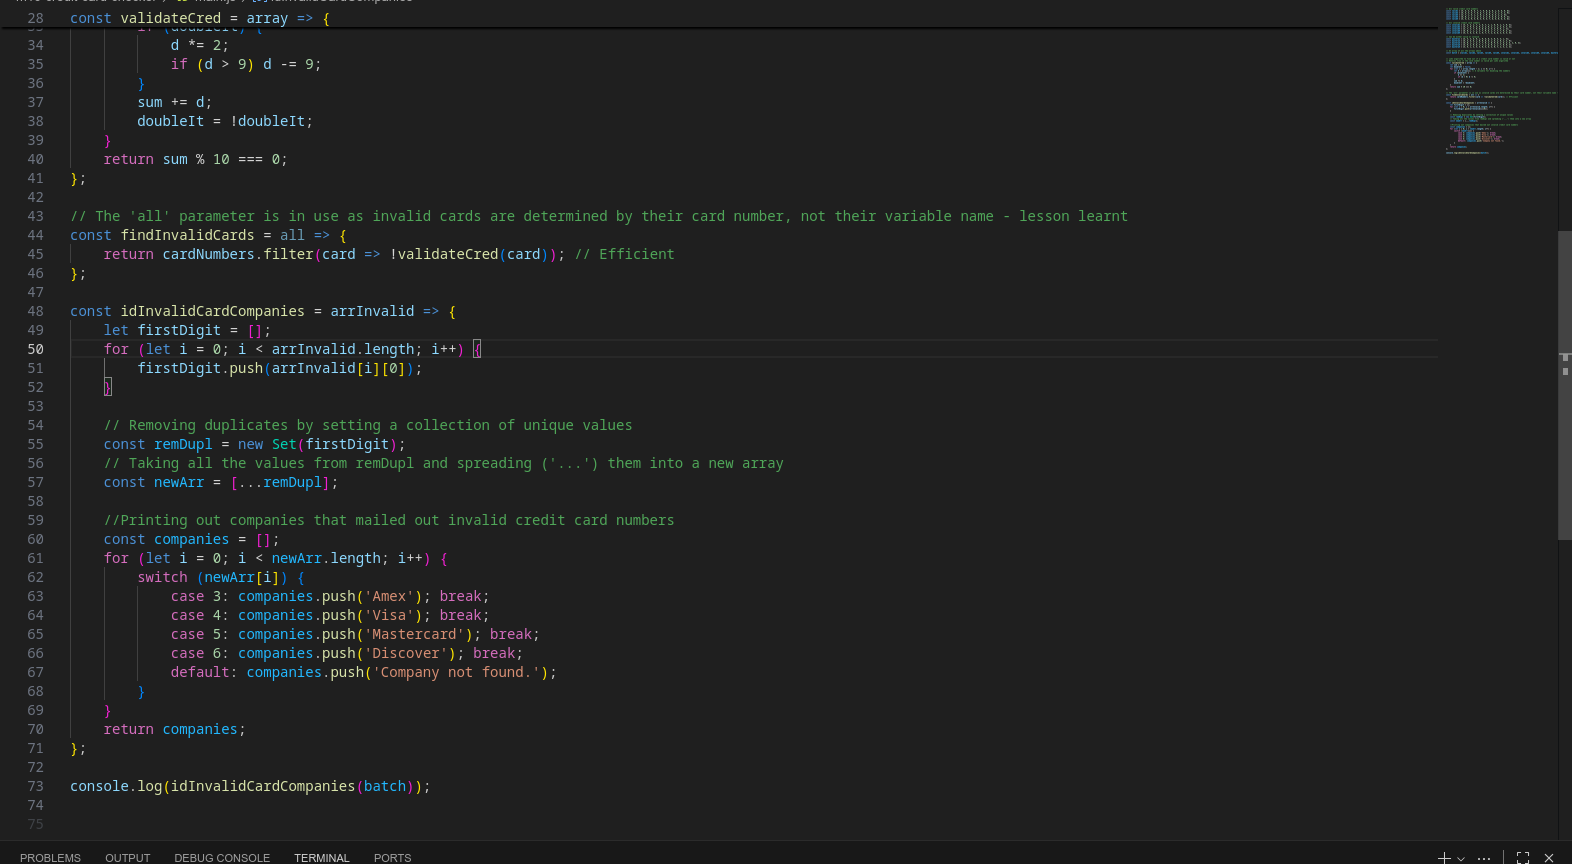 28 const validateCred = array => {
34 d *= 2;
35 if (d > 9) d -= 9;
36 }
37 sum += d;
38 doubleIt = !doubleIt;
39 }
40 return sum % 10 === 0;
41 };
42
43 // The 'all' parameter is in use as invalid cards are determined by their card number, not their variable name - lesson learnt
44 const findInvalidCards = all => {
45 return cardNumbers.filter(card => !validateCred(card)); // Efficient
46 };
47
48 const idInvalidCardCompanies = arrInvalid => {
49 let firstDigit = [];
50 for (let i = 0; i < arrInvalid.length; i++) {
51 firstDigit.push(arrInvalid[i][0]);
52 }
53
54 // Removing duplicates by setting a collection of unique values
55 const remDupl = new Set(firstDigit);
56 // Taking all the values from remDupl and spreading ('...') them into a new array
57 const newArr = [...remDupl];
58
59 //Printing out companies that mailed out invalid credit card numbers
60 const companies = [];
61 for (let i = 0; i < newArr.length; i++) {
62 switch (newArr[i]) {
63 case 3: companies.push('Amex'); break;
64 case 4: companies.push('Visa'); break;
65 case 5: companies.push('Mastercard'); break;
66 case 6: companies.push('Discover'); break;
67 default: companies.push('Company not found.');
68 }
69 }
70 return companies;
71 };
72
73 console.log(idInvalidCardCompanies(batch));
74
75
PROBLEMS OUTPUT DEBUG CONSOLE TERMINAL PORTS